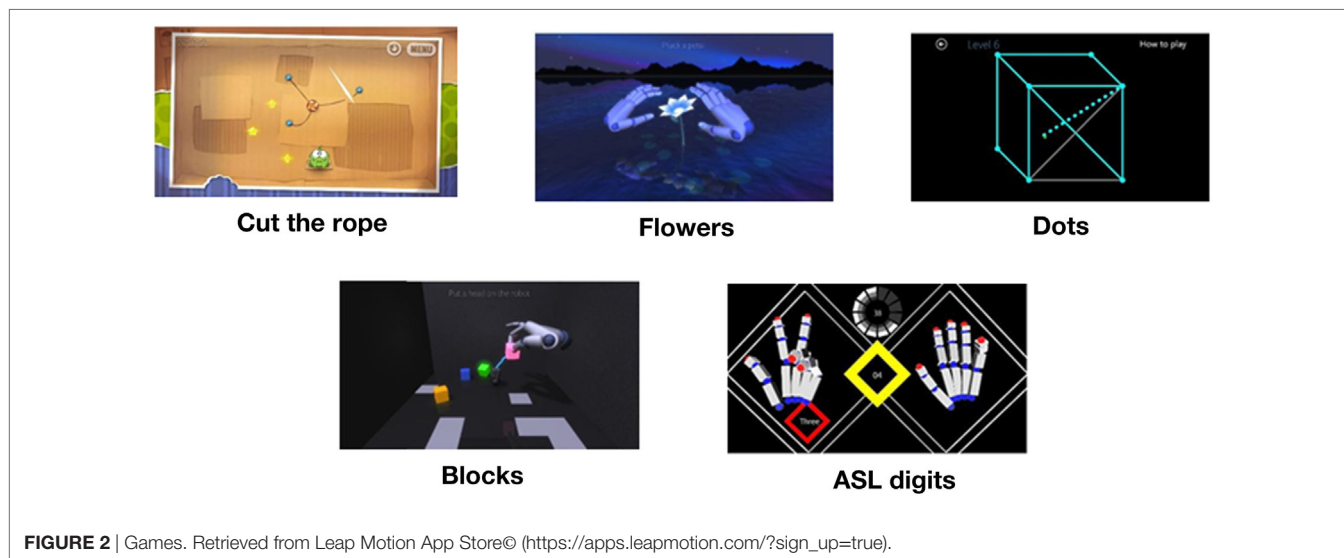 MENU
Pluck a petal
Level 6
How to play
Cut the rope
Flowers
Dots
Put a head on the robot
38
04
Three
Blocks
ASL digits
FIGURE 2 | Games. Retrieved from Leap Motion App Store© (https://apps.leapmotion.com/?sign_up=true).